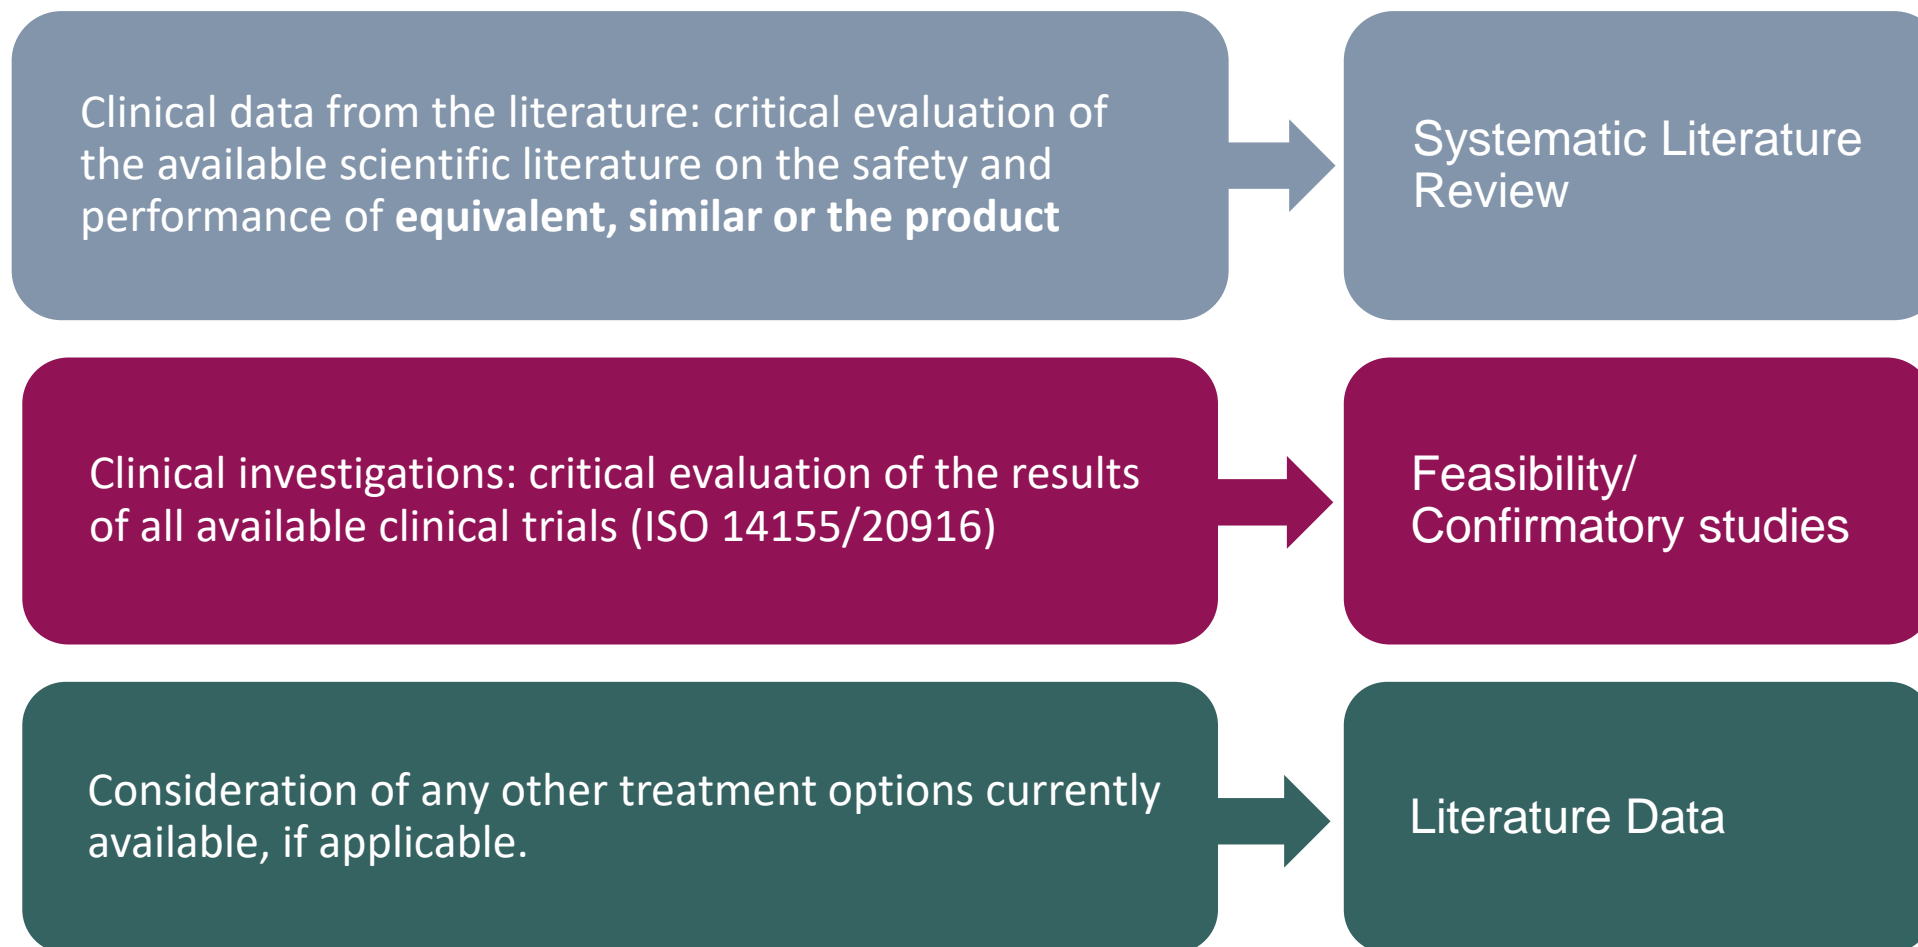 Clinical data from the literature: critical evaluation of
the available scientific literature on the safety and
performance of equivalent, similar or the product
Systematic Literature
Review
Clinical investigations: critical evaluation of the results
of all available clinical trials (ISO 14155/20916)
Feasibility/
Confirmatory studies
Consideration of any other treatment options currently
available, if applicable.
Literature Data